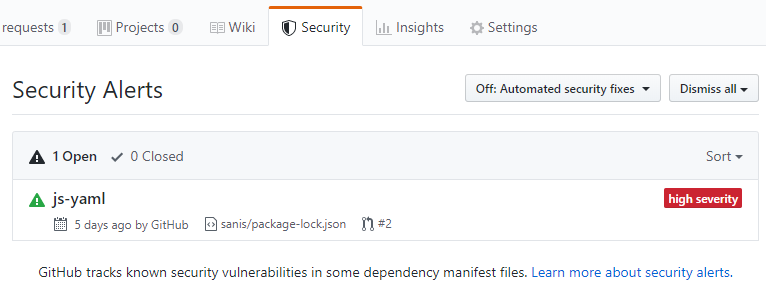 requests 1 Projects 0 Wiki Security Insights Settings
Security Alerts Off: Automated security fixes Dismiss all
1 Open 0 Closed Sort
js-yaml high severity
5 days ago by GitHub sanis/package-lock.json #2
GitHub tracks known security vulnerabilities in some dependency manifest files. Learn more about security alerts.